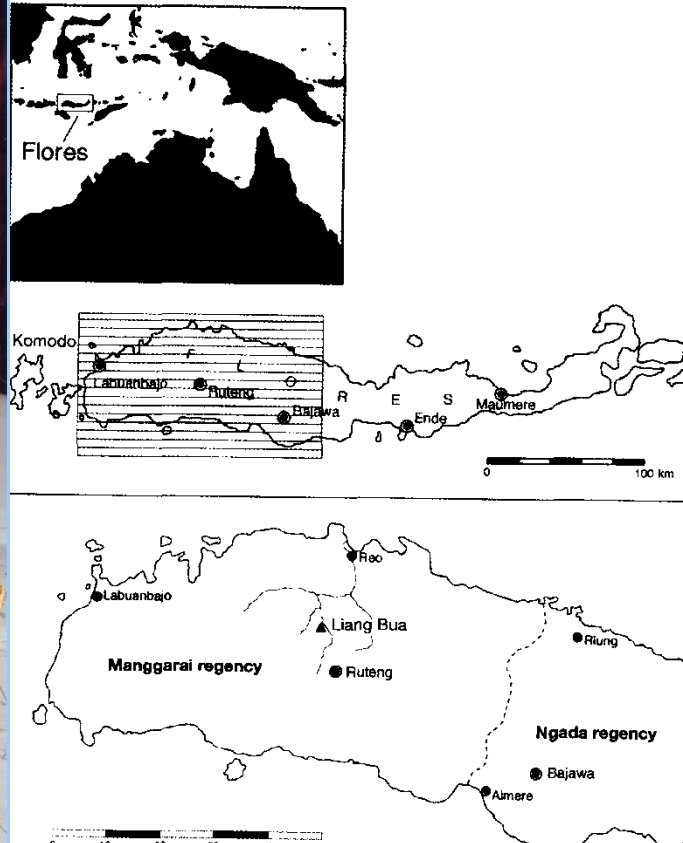 Flores
Komodo
F
L
O
R
E
S
Labuanbajo
Ruteng
Bajawa
Ende
Maumere
0
100 km
Reo
Labuanbajo
Liang Bua
Ruteng
Manggarai regency
Riung
Ngada regency
Bajawa
Aimere